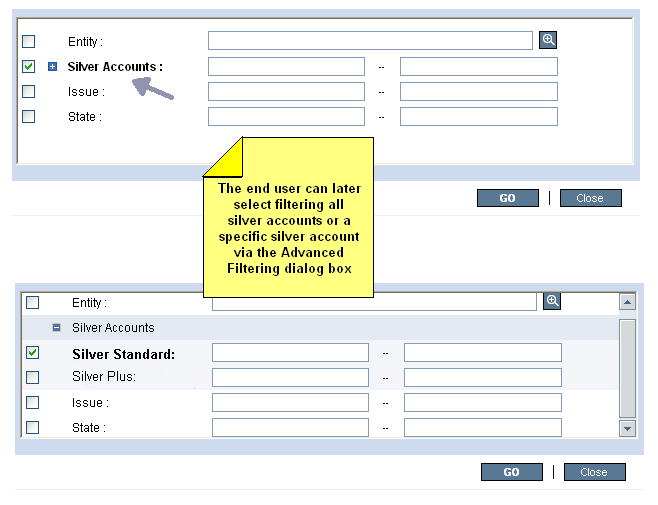 Entity :
Silver Accounts : --
Issue : --
State : --
GO | Close
The end user can later
select filtering all
silver accounts or a
specific silver account
via the Advanced
Filtering dialog box
Entity :
Silver Accounts
Silver Standard: --
Silver Plus: --
Issue : --
State : --
GO | Close